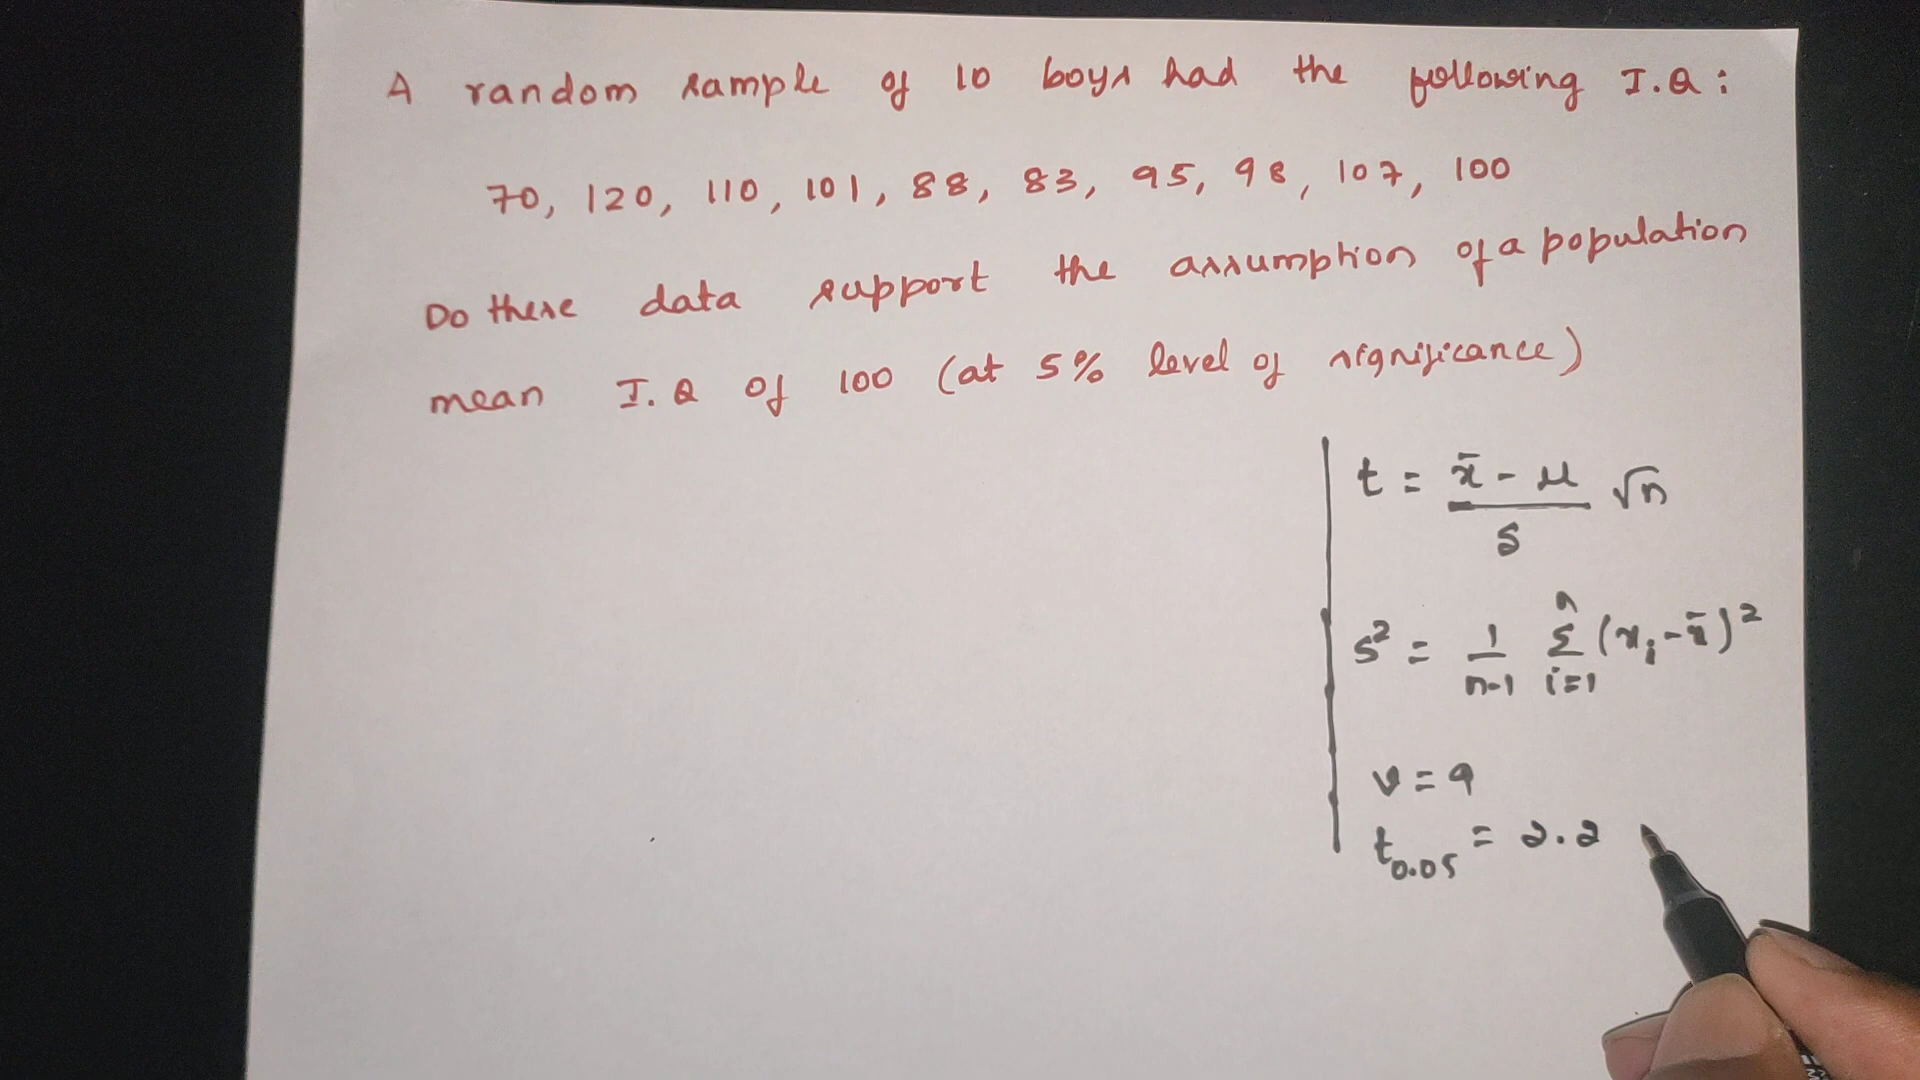 A random sample of 10 boys had the following I.Q :
70, 120, 110, 101, 88, 83, 95, 98, 107, 100
Do these data support the assumption of a population
mean I.Q of 100 (at 5% level of significance)
t = x̄ - μ / s √n
s² = 1/n-1 n Σ i=1 (xi - x̄)²
ν = 9
t0.05 = 2.2